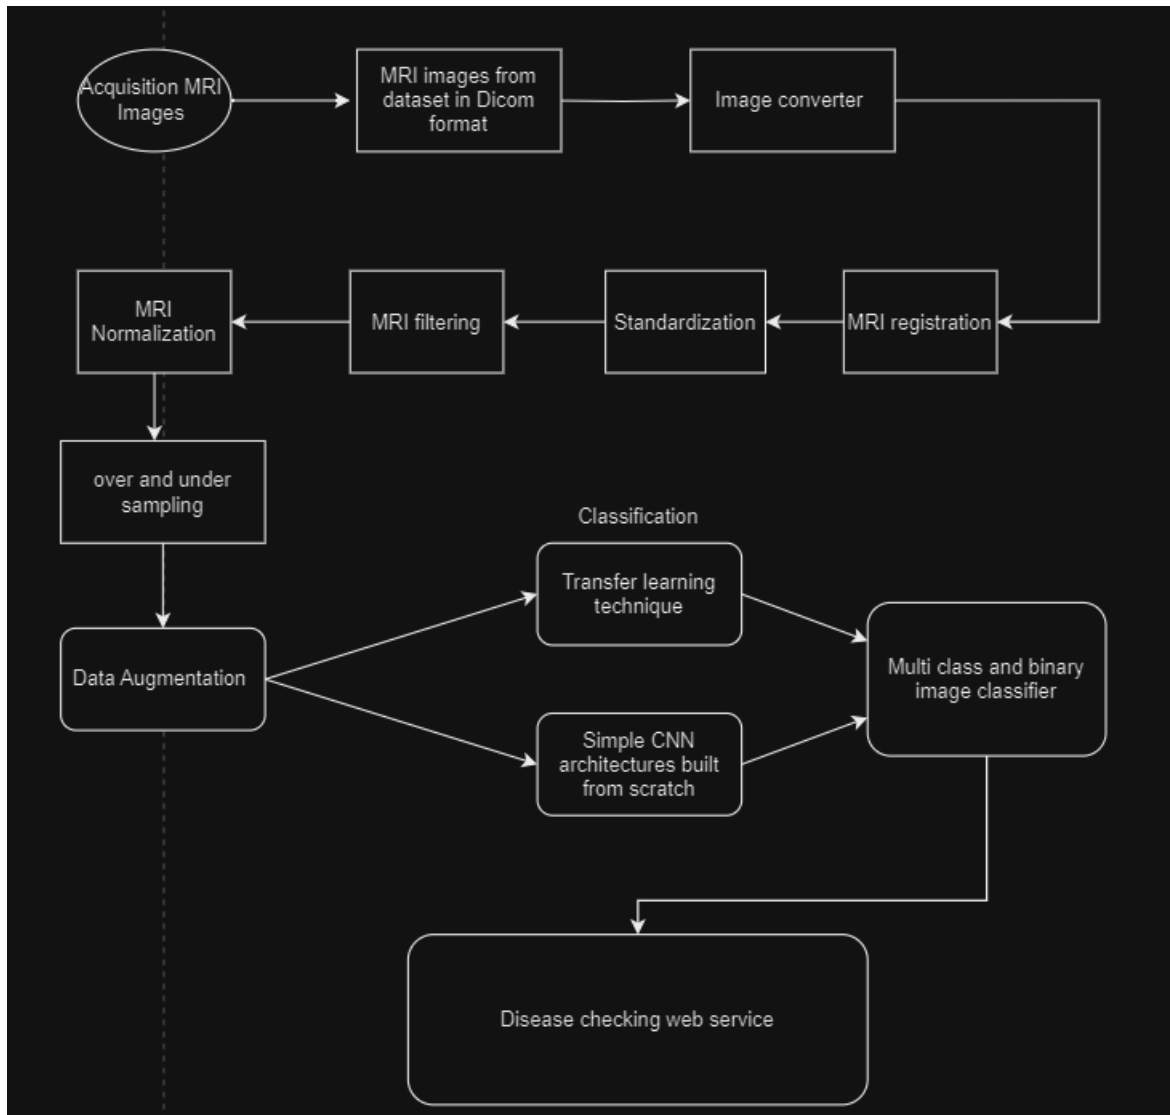 Acquisition MRI
Images
MRI images from
dataset in Dicom
format
Image converter
MRI
Normalization
MRI filtering
Standardization
MRI registration
over and under
sampling
Classification
Transfer learning
technique
Data Augmentation
Multi class and binary
image classifier
Simple CNN
architectures built
from scratch
Disease checking web service